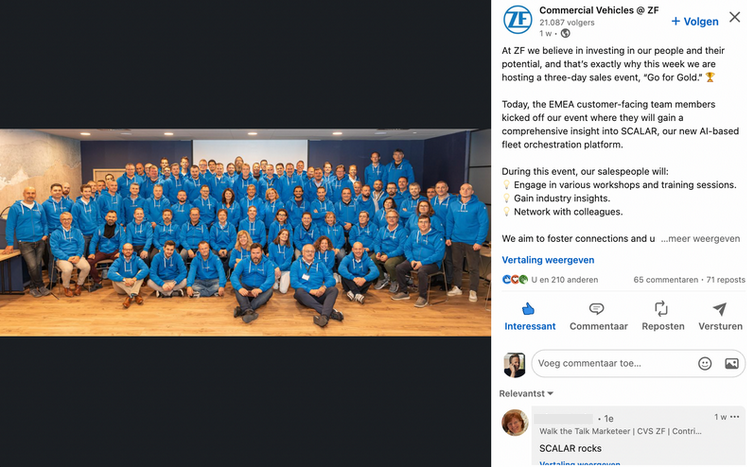 ZF
Commercial Vehicles @ ZF
21.087 volgers
1 w •
+ Volgen
At ZF we believe in investing in our people and their
potential, and that's exactly why this week we are
hosting a three-day sales event, "Go for Gold." 🏆
Today, the EMEA customer-facing team members
kicked off our event where they will gain a
comprehensive insight into SCALAR, our new AI-based
fleet orchestration platform.
During this event, our salespeople will:
💡 Engage in various workshops and training sessions.
💡 Gain industry insights.
💡 Network with colleagues.
We aim to foster connections and u ...meer weergeven
Vertaling weergeven
U en 210 anderen
65 commentaren • 71 reposts
Interessant
Commentaar
Reposten
Versturen
Voeg commentaar toe...
Relevantst
• 1e
1 w •••
Walk the Talk Marketeer | CVS ZF | Contri...
SCALAR rocks
Vertaling weergeven